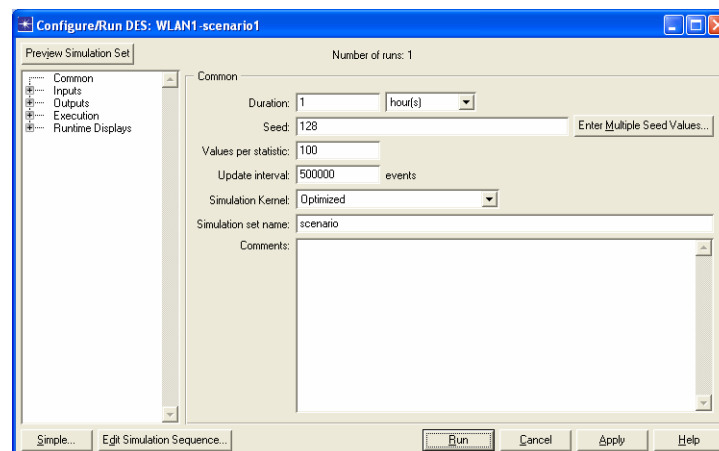 Configure/Run DES: WLAN1-scenario1
Preview Simulation Set
Number of runs: 1
Common
Inputs
Outputs
Execution
Runtime Displays
Common
Duration: 1 hour(s)
Seed: 128 Enter Multiple Seed Values...
Values per statistic: 100
Update interval: 500000 events
Simulation Kernel: Optimized
Simulation set name: scenario
Comments:
Simple... Edit Simulation Sequence... Run Cancel Apply Help